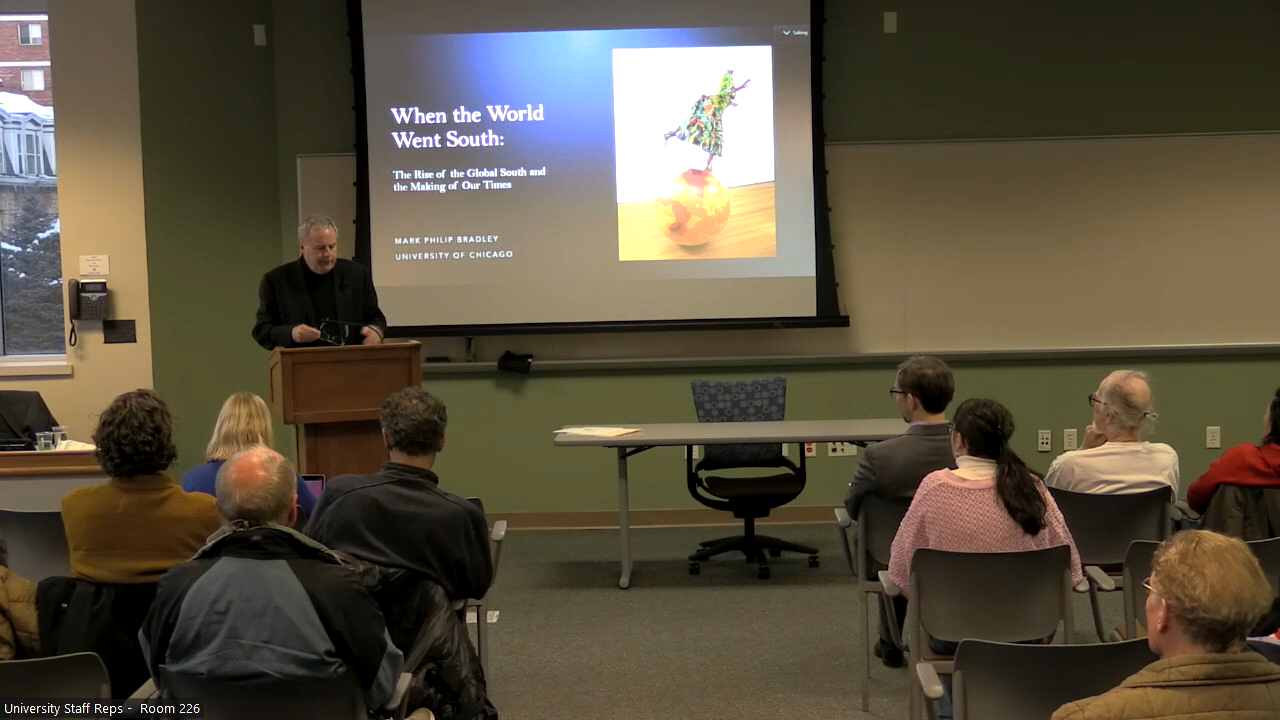 Talking
When the World
Went South:
The Rise of the Global South and
the Making of Our Times
MARK PHILIP BRADLEY
UNIVERSITY OF CHICAGO
University Staff Reps - Room 226